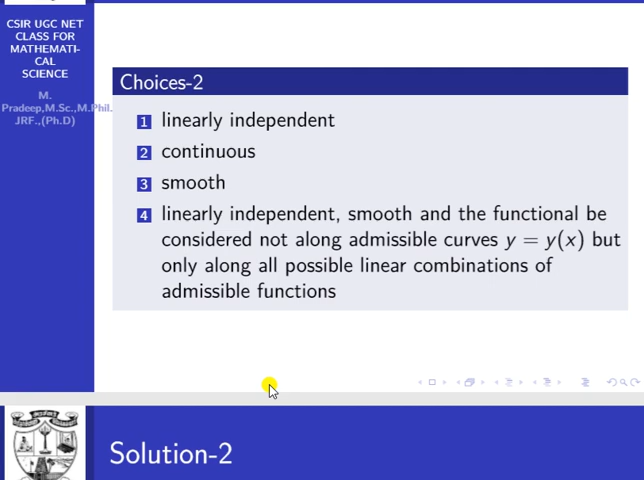 CSIR UGC NET
CLASS FOR
MATHEMATI-
CAL
SCIENCE
M.
Pradeep,M.Sc.,M.Phil.
JRF.,(Ph.D)
Choices-2
1 linearly independent
2 continuous
3 smooth
4 linearly independent, smooth and the functional be
considered not along admissible curves y = y(x) but
only along all possible linear combinations of
admissible functions
Solution-2